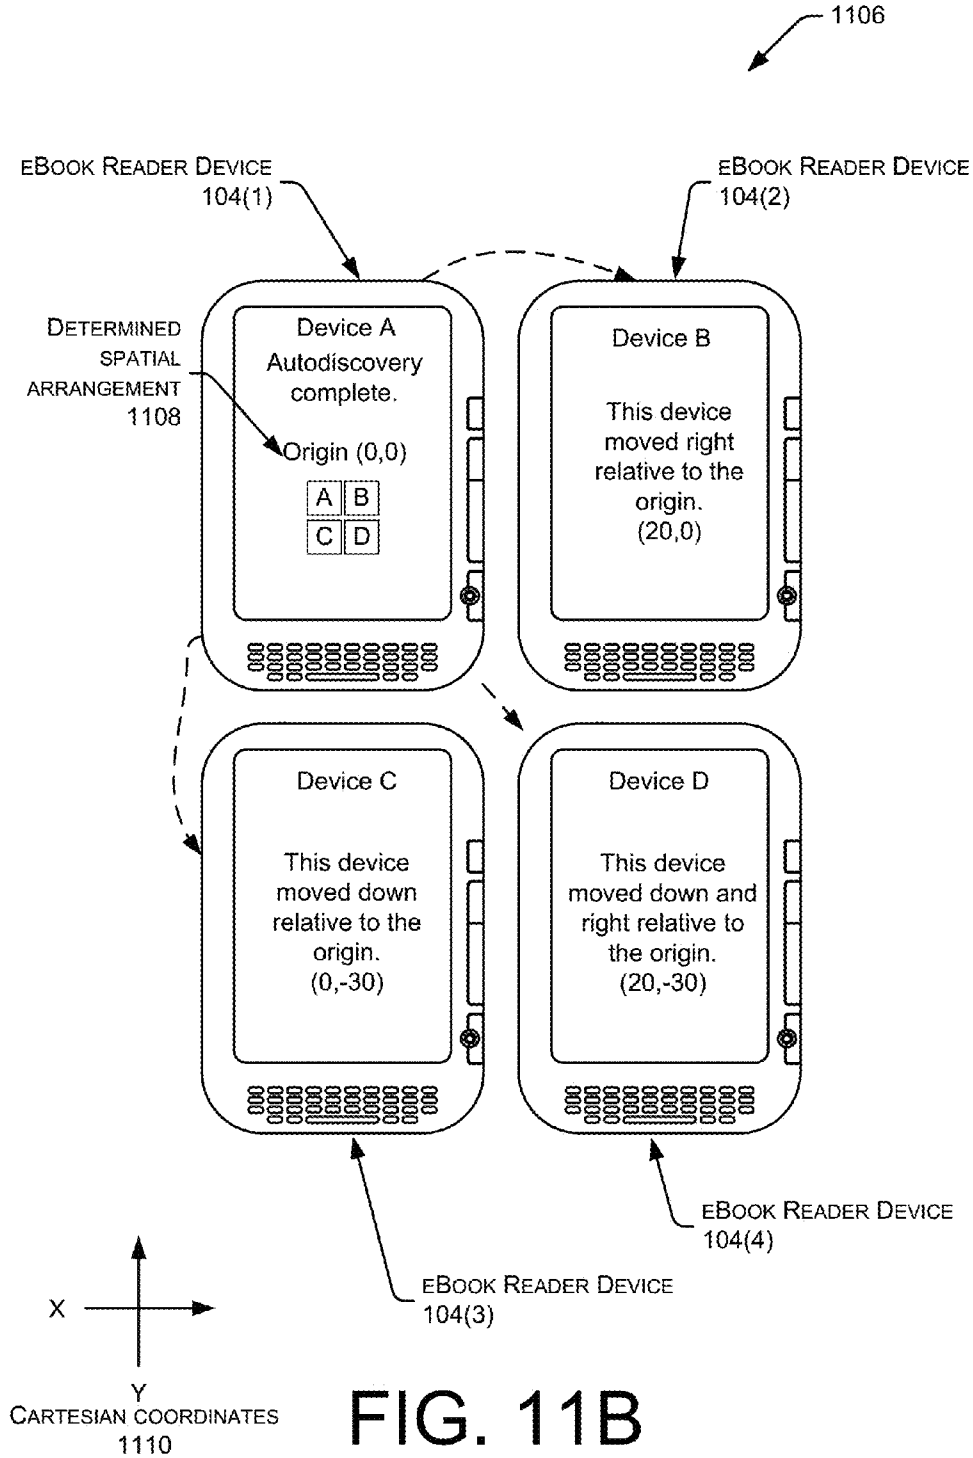 1106
eBook Reader Device
104(1)
eBook Reader Device
104(2)
Determined
spatial
arrangement
1108
Device A
Autodiscovery
complete.
Origin (0,0)
A B
C D
Device B
This device
moved right
relative to the
origin.
(20,0)
Device C
This device
moved down
relative to the
origin.
(0,-30)
Device D
This device
moved down and
right relative to
the origin.
(20,-30)
eBook Reader Device
104(4)
eBook Reader Device
104(3)
X
Y
Cartesian coordinates
1110
FIG. 11B